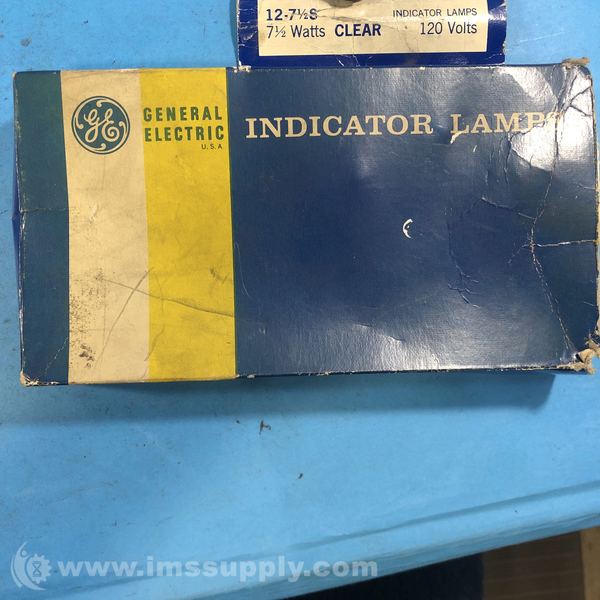 12-7½S INDICATOR LAMPS
7½ Watts CLEAR 120 Volts
GE
GENERAL
ELECTRIC
U.S.A
INDICATOR LAMPS
www.imssupply.com